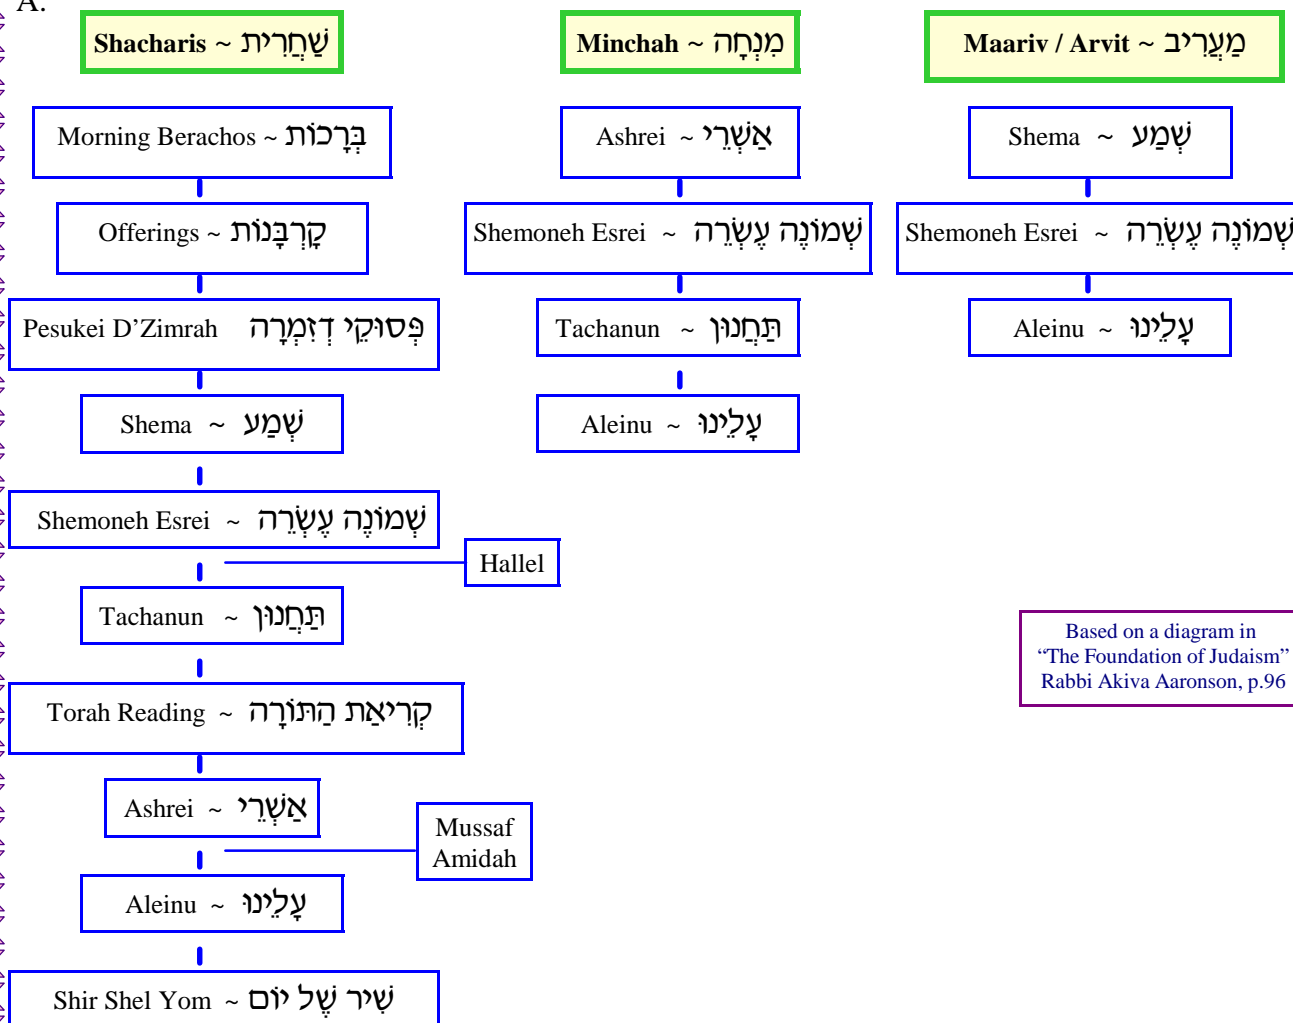 A.
Shacharis ~ שַׁחֲרִית
Morning Berachos ~ בְּרָכוֹת
Offerings ~ קָרְבָּנוֹת
Pesukei D’Zimrah פְּסוּקֵי דְזִמְרָה
Shema ~ שְׁמַע
Shemoneh Esrei ~ שְׁמוֹנֶה עֶשְׂרֵה
Hallel
Tachanun ~ תַּחֲנוּן
Torah Reading ~ קְרִיאַת הַתּוֹרָה
Ashrei ~ אַשְׁרֵי
Mussaf
Amidah
Aleinu ~ עָלֵינוּ
Shir Shel Yom ~ שִׁיר שֶׁל יוֹם
Minchah ~ מִנְחָה
Ashrei ~ אַשְׁרֵי
Shemoneh Esrei ~ שְׁמוֹנֶה עֶשְׂרֵה
Tachanun ~ תַּחֲנוּן
Aleinu ~ עָלֵינוּ
Maariv / Arvit ~ מַעֲרִיב
Shema ~ שְׁמַע
Shemoneh Esrei ~ שְׁמוֹנֶה עֶשְׂרֵה
Aleinu ~ עָלֵינוּ
Based on a diagram in
“The Foundation of Judaism”
Rabbi Akiva Aaronson, p.96